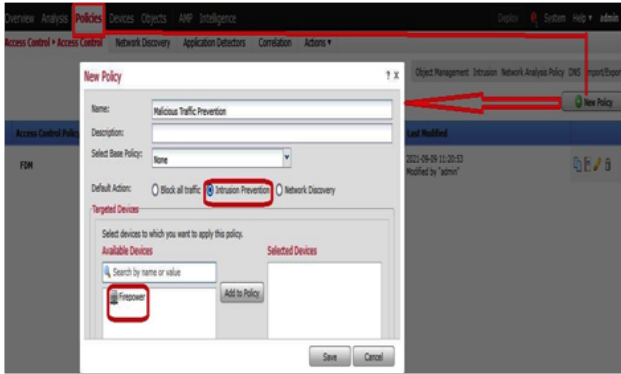 Overview Analysis Policies Devices Objects AMP Intelligence Deploy System Help admin
Access Control ▸ Access Control Network Discovery Application Detectors Correlation Actions
Object Management Intrusion Network Analysis Policy DNS Import/Export
New Policy ? X
New Policy
Name: Malicious Traffic Prevention
Description:
Select Base Policy: None
Access Control Policy Last Modified
FDM 2021-09-09 11:20:53
Modified by "admin"
Default Action: Block all traffic Intrusion Prevention Network Discovery
Targeted Devices
Select devices to which you want to apply this policy.
Available Devices Selected Devices
Search by name or value
Firepower Add to Policy
Save Cancel